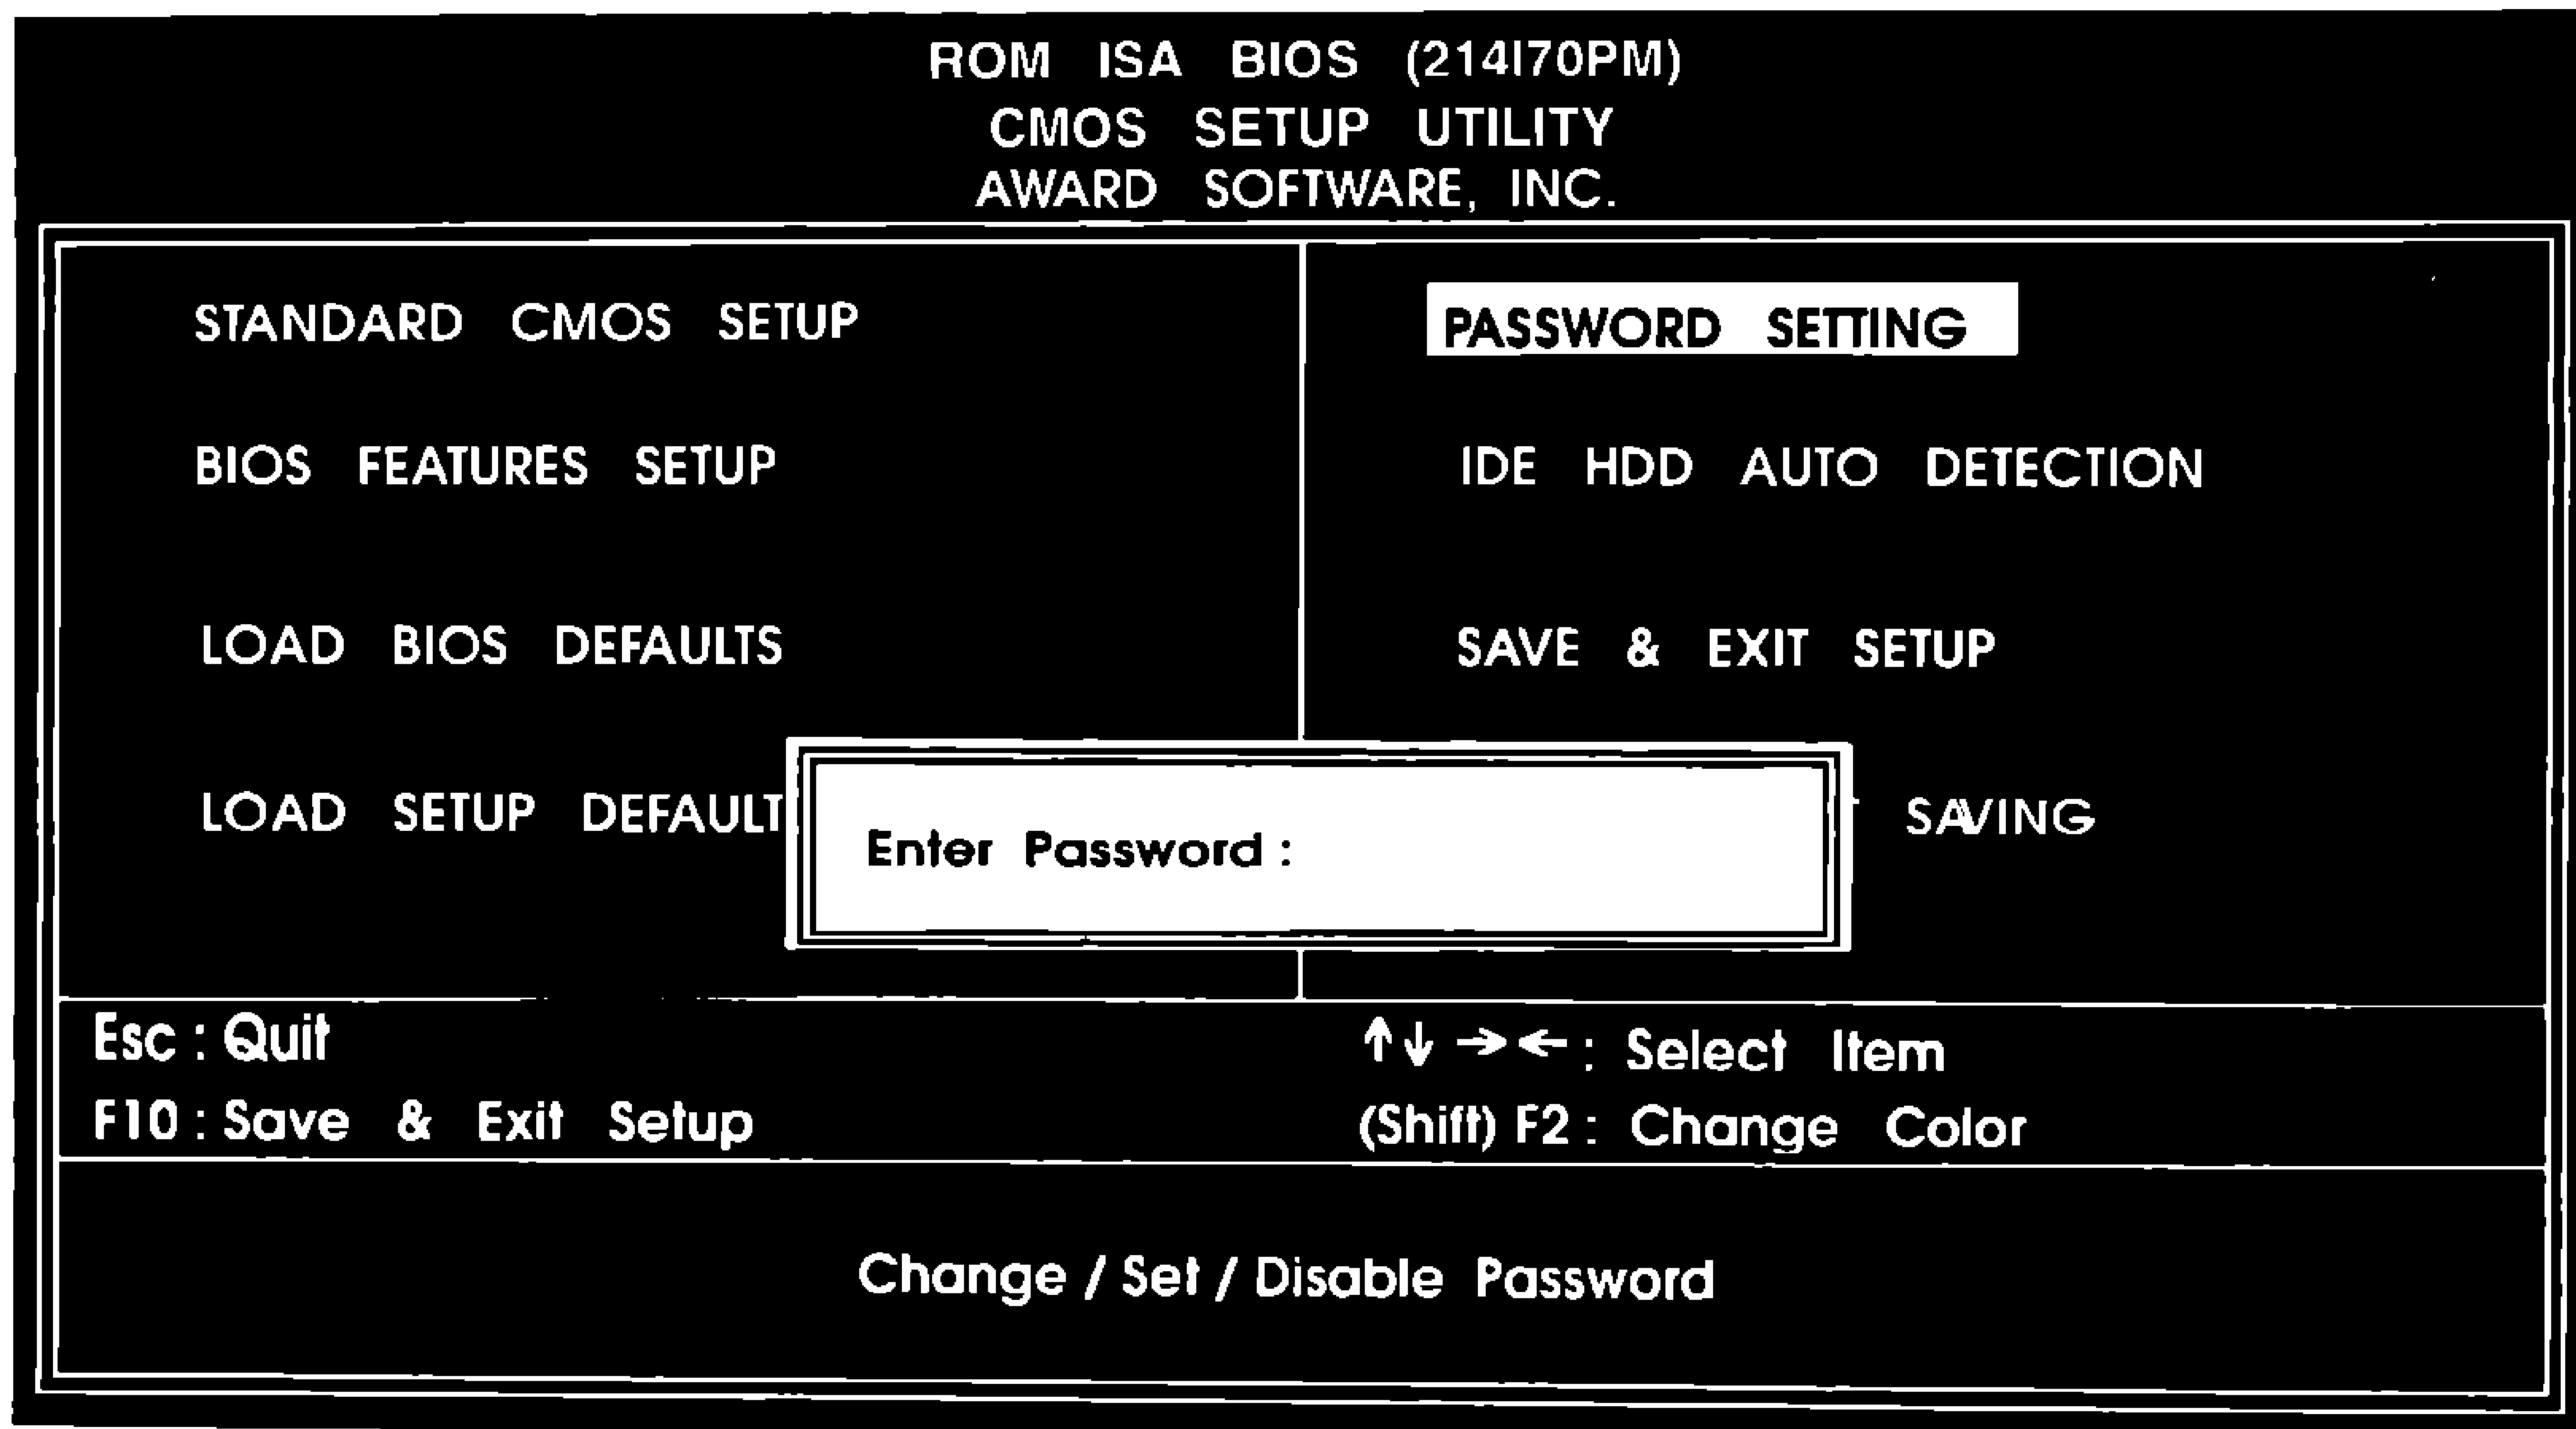 ROM ISA BIOS (214I70PM)
CMOS SETUP UTILITY
AWARD SOFTWARE, INC.
STANDARD CMOS SETUP
BIOS FEATURES SETUP
LOAD BIOS DEFAULTS
LOAD SETUP DEFAULT
PASSWORD SETTING
IDE HDD AUTO DETECTION
SAVE & EXIT SETUP
SAVING
Enter Password :
Esc : Quit
F10 : Save & Exit Setup
↑↓→← : Select Item
(Shift) F2 : Change Color
Change / Set / Disable Password